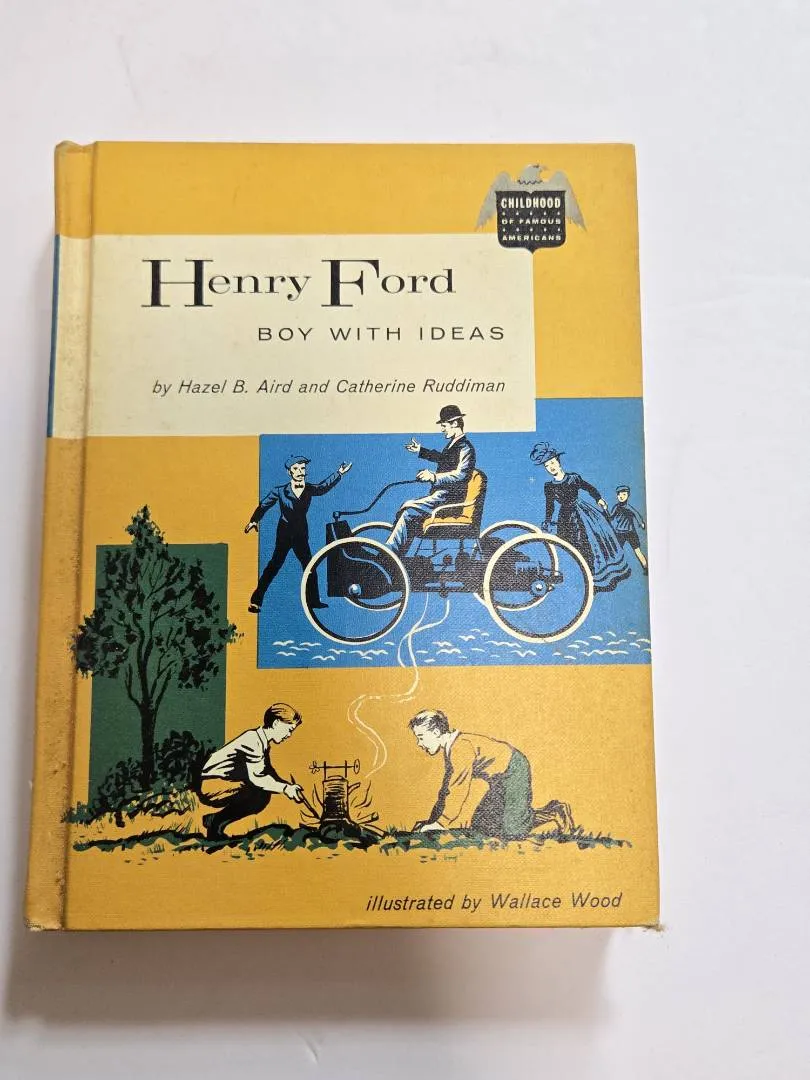 CHILDHOOD
OF FAMOUS
AMERICANS
Henry Ford
BOY WITH IDEAS
by Hazel B. Aird and Catherine Ruddiman
illustrated by Wallace Wood